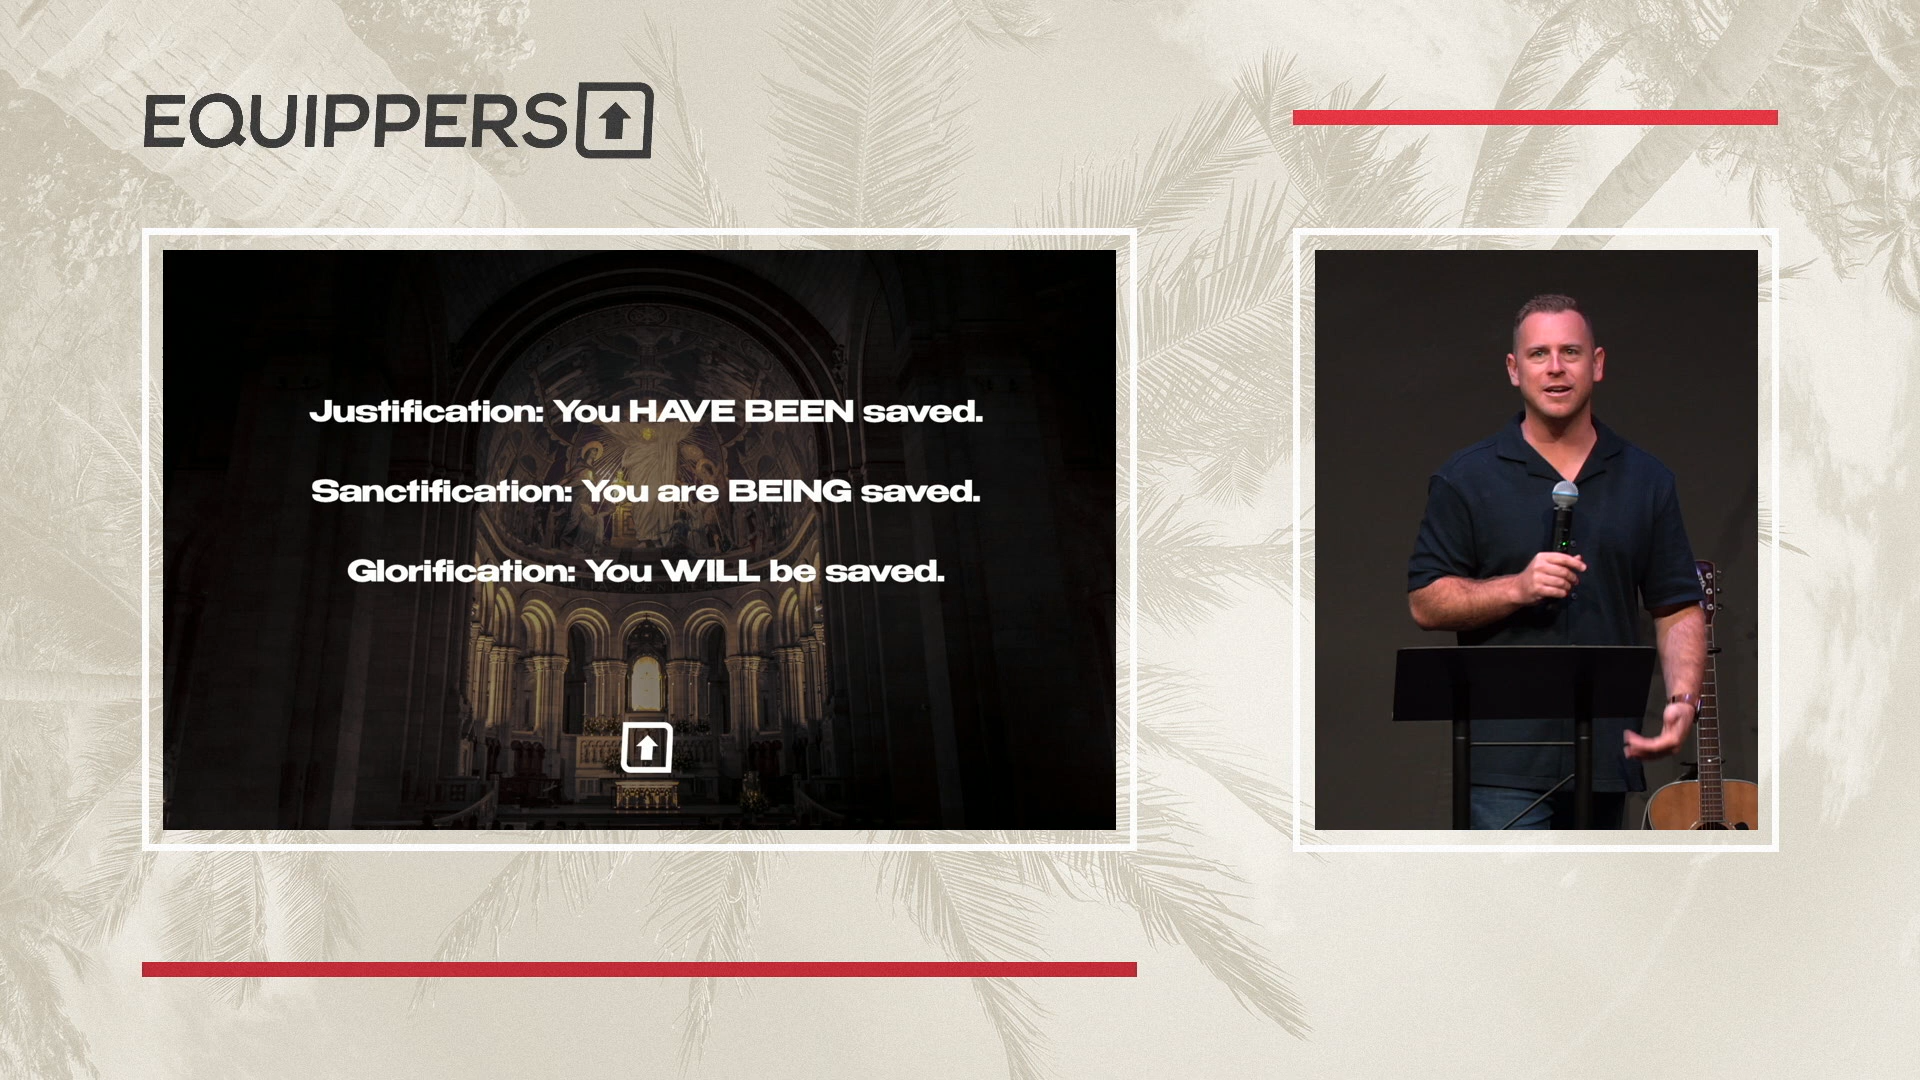 EQUIPPERS
Justification: You HAVE BEEN saved.
Sanctification: You are BEING saved.
Glorification: You WILL be saved.